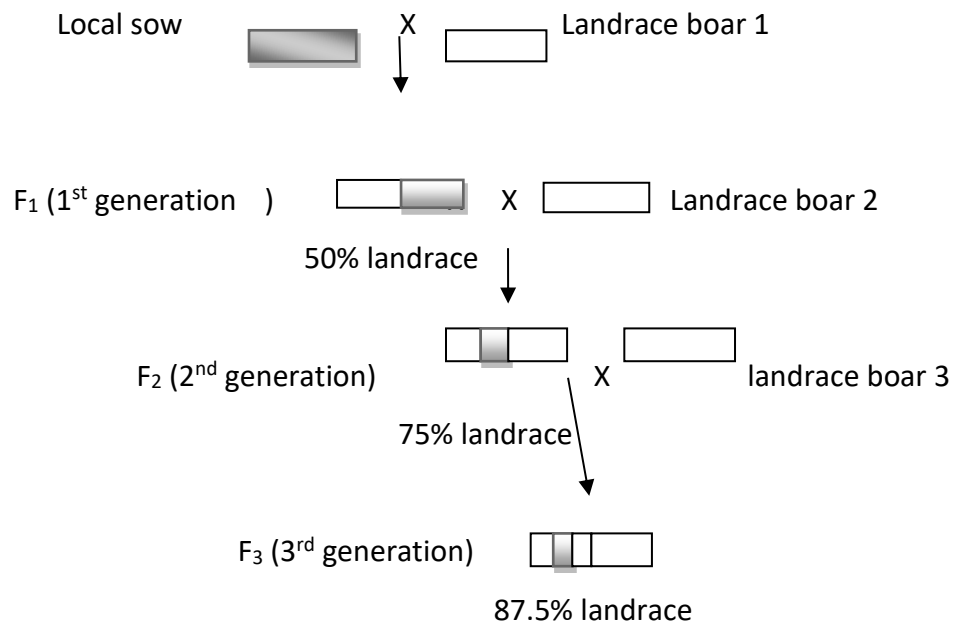 Local sow X Landrace boar 1
F₁ (1ˢᵗ generation ) X Landrace boar 2
50% landrace
F₂ (2ⁿᵈ generation) X landrace boar 3
75% landrace
F₃ (3ʳᵈ generation)
87.5% landrace